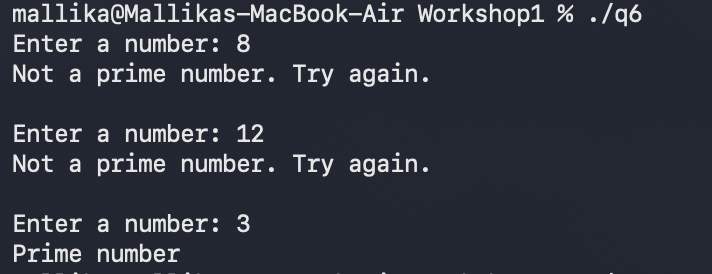 mallika@Mallikas-MacBook-Air Workshop1 % ./q6
Enter a number: 8
Not a prime number. Try again.
Enter a number: 12
Not a prime number. Try again.
Enter a number: 3
Prime number